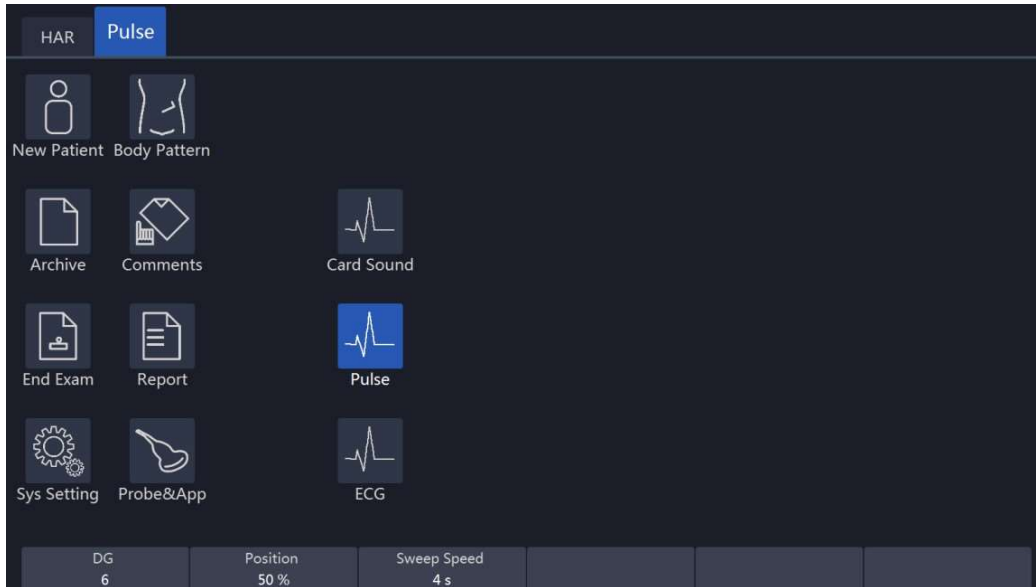 HAR
Pulse
New Patient
Body Pattern
Archive
Comments
Card Sound
End Exam
Report
Pulse
Sys Setting
Probe&App
ECG
DG
6
Position
50 %
Sweep Speed
4 s